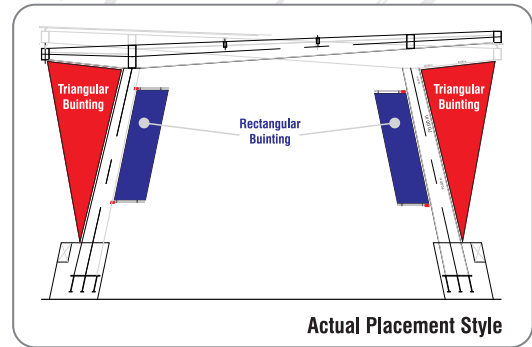 Triangular
Buinting
Rectangular
Buinting
Triangular
Buinting
Actual Placement Style